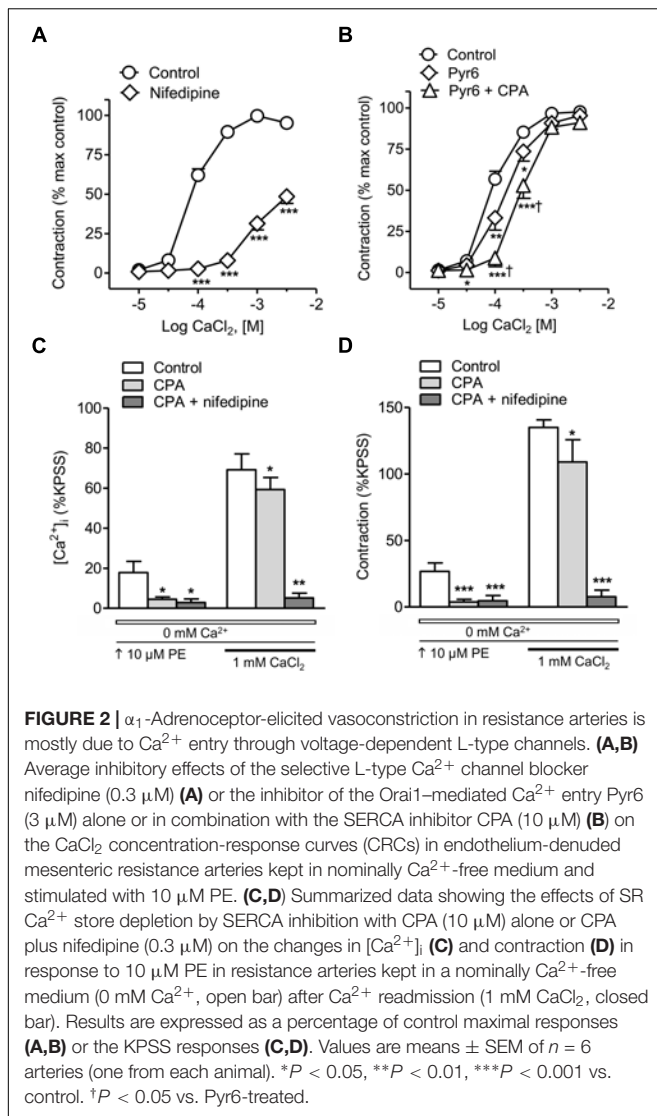 A
Control
Nifedipine
Contraction (% max control)
100
75
50
25
0
***
***
***
***
-5
-4
-3
-2
Log CaCl₂, [M]
B
Control
Pyr6
Pyr6 + CPA
Contraction (% max control)
100
75
50
25
0
*
**
***†
*
***†
-5
-4
-3
-2
Log CaCl₂ [M]
C
Control
CPA
CPA + nifedipine
[Ca²⁺]ᵢ (%KPSS)
100
80
60
40
20
0
*
*
*
**
0 mM Ca²⁺
↑ 10 µM PE
1 mM CaCl₂
D
Control
CPA
CPA + nifedipine
Contraction (%KPSS)
150
100
50
0
***
***
*
***
0 mM Ca²⁺
↑ 10 µM PE
1 mM CaCl₂
FIGURE 2 | α₁-Adrenoceptor-elicited vasoconstriction in resistance arteries is
mostly due to Ca²⁺ entry through voltage-dependent L-type channels. (A,B)
Average inhibitory effects of the selective L-type Ca²⁺ channel blocker
nifedipine (0.3 µM) (A) or the inhibitor of the Orai1–mediated Ca²⁺ entry Pyr6
(3 µM) alone or in combination with the SERCA inhibitor CPA (10 µM) (B) on
the CaCl₂ concentration-response curves (CRCs) in endothelium-denuded
mesenteric resistance arteries kept in nominally Ca²⁺-free medium and
stimulated with 10 µM PE. (C,D) Summarized data showing the effects of SR
Ca²⁺ store depletion by SERCA inhibition with CPA (10 µM) alone or CPA
plus nifedipine (0.3 µM) on the changes in [Ca²⁺]ᵢ (C) and contraction (D) in
response to 10 µM PE in resistance arteries kept in a nominally Ca²⁺-free
medium (0 mM Ca²⁺, open bar) after Ca²⁺ readmission (1 mM CaCl₂, closed
bar). Results are expressed as a percentage of control maximal responses
(A,B) or the KPSS responses (C,D). Values are means ± SEM of n = 6
arteries (one from each animal). *P < 0.05, **P < 0.01, ***P < 0.001 vs.
control. †P < 0.05 vs. Pyr6-treated.